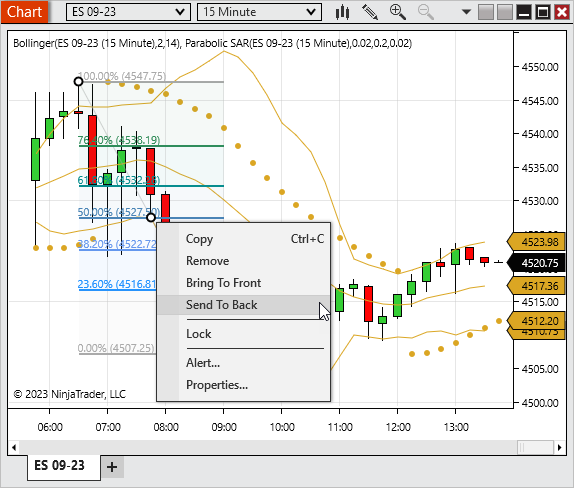 Chart ES 09-23 15 Minute
Bollinger(ES 09-23 (15 Minute),2,14), Parabolic SAR(ES 09-23 (15 Minute),0.02,0.2,0.02)
4550.00
100.00% (4547.75)
4545.00
4540.00
76.40% (4538.19)
4535.00
61.80% (4532.78)
4530.00
50.00% (4527.50)
4523.98
38.20% (4522.72)
4520.75
4517.36
23.60% (4516.81
4515.00
4512.20
4510.75
0.00% (4507.25)
4505.00
4500.00
Copy Ctrl+C
Remove
Bring To Front
Send To Back
Lock
Alert...
Properties...
© 2023 NinjaTrader, LLC
06:00 07:00 08:00 09:00 10:00 11:00 12:00 13:00
ES 09-23 +